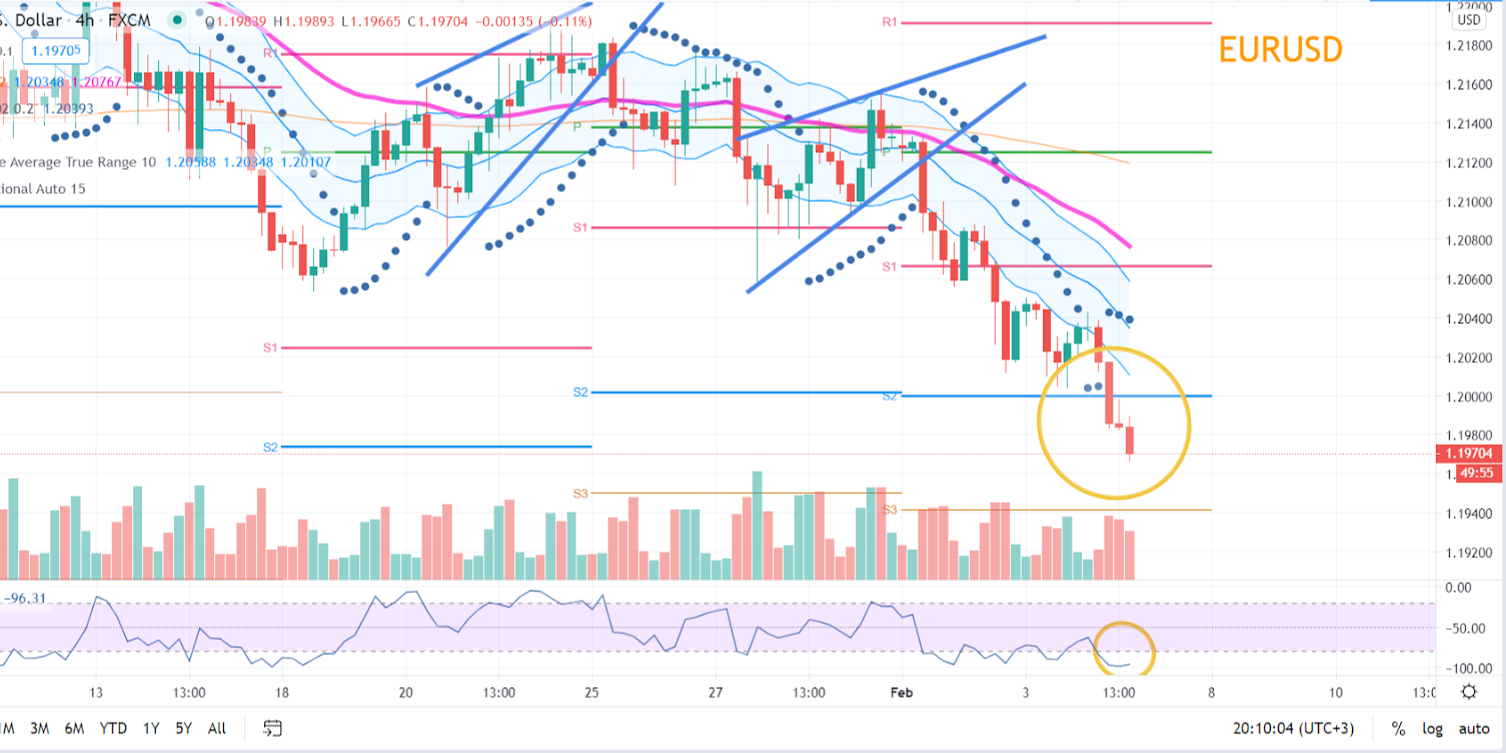 S. Dollar · 4h · FXCM O1.19839 H1.19893 L1.19665 C1.19704 −0.00135 (−0.11%)
0.1 1.19705
2 1.20348 1.20767
02 0.2 1.20393
e Average True Range 10 1.20588 1.20348 1.20107
tional Auto 15
EURUSD
USD
1.22000
1.21800
1.21600
1.21400
1.21200
1.21000
1.20800
1.20600
1.20400
1.20200
1.20000
1.19800
1.19704
49:55
1.19400
1.19200
R1
P
S1
S2
P
S1
S2
S3
R1
P
S1
S2
S3
−96.31
0.00
−50.00
−100.00
13 13:00 18 20 13:00 25 27 13:00 Feb 3 13:00 8 10 13:0
1M 3M 6M YTD 1Y 5Y All 20:10:04 (UTC+3) % log auto